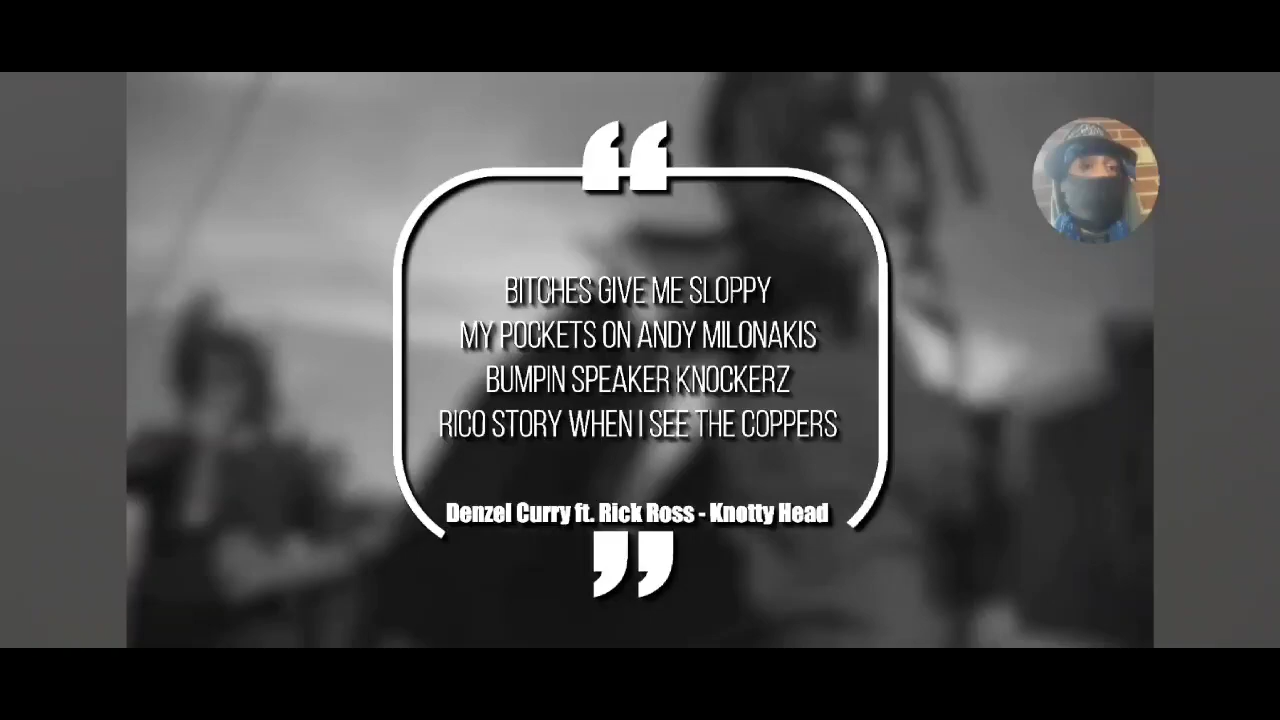 BITCHES GIVE ME SLOPPY
MY POCKETS ON ANDY MILONAKIS
BUMPIN SPEAKER KNOCKERZ
RICO STORY WHEN I SEE THE COPPERS
Denzel Curry ft. Rick Ross - Knotty Head